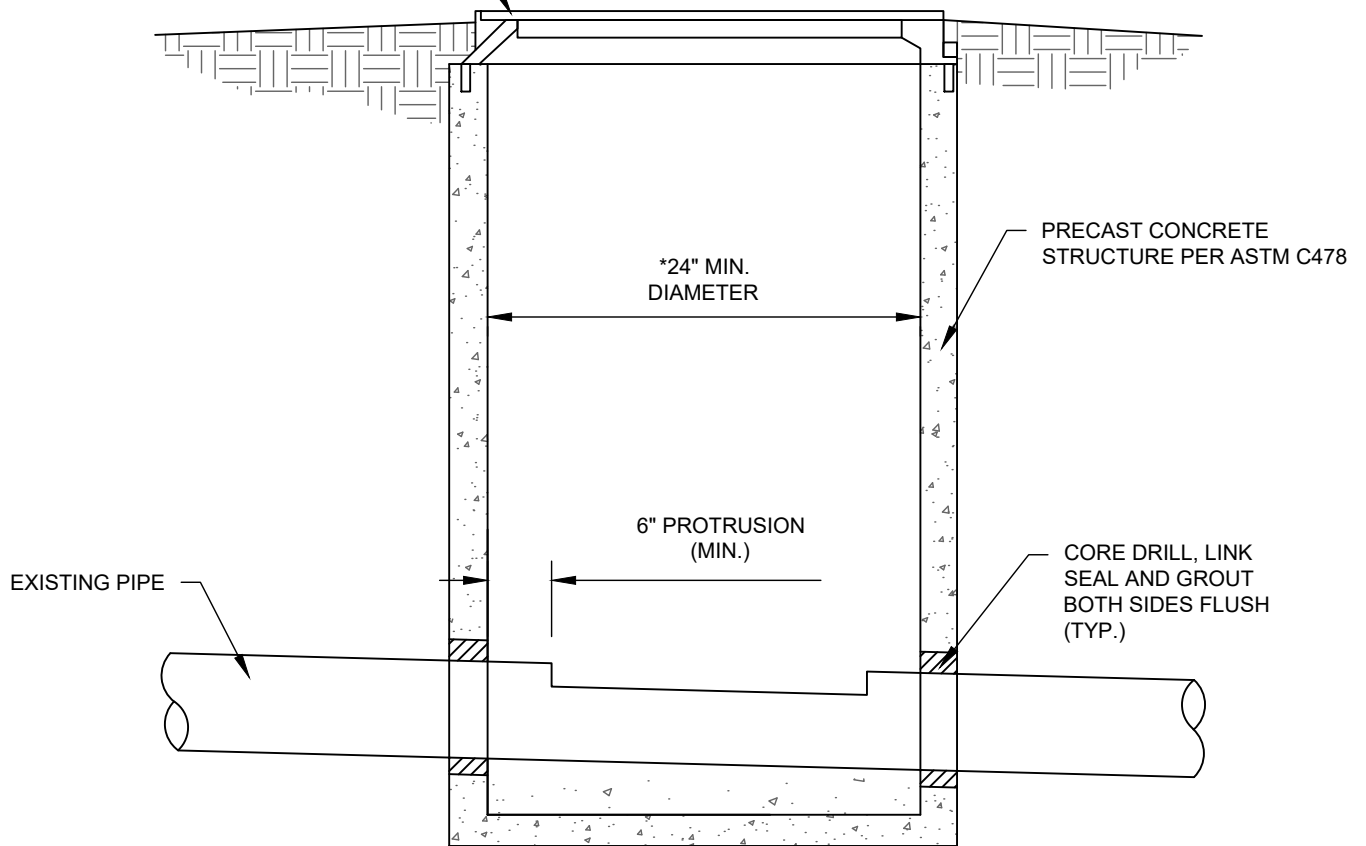 *24" MIN.
DIAMETER
PRECAST CONCRETE
STRUCTURE PER ASTM C478
6" PROTRUSION
(MIN.)
EXISTING PIPE
CORE DRILL, LINK
SEAL AND GROUT
BOTH SIDES FLUSH
(TYP.)